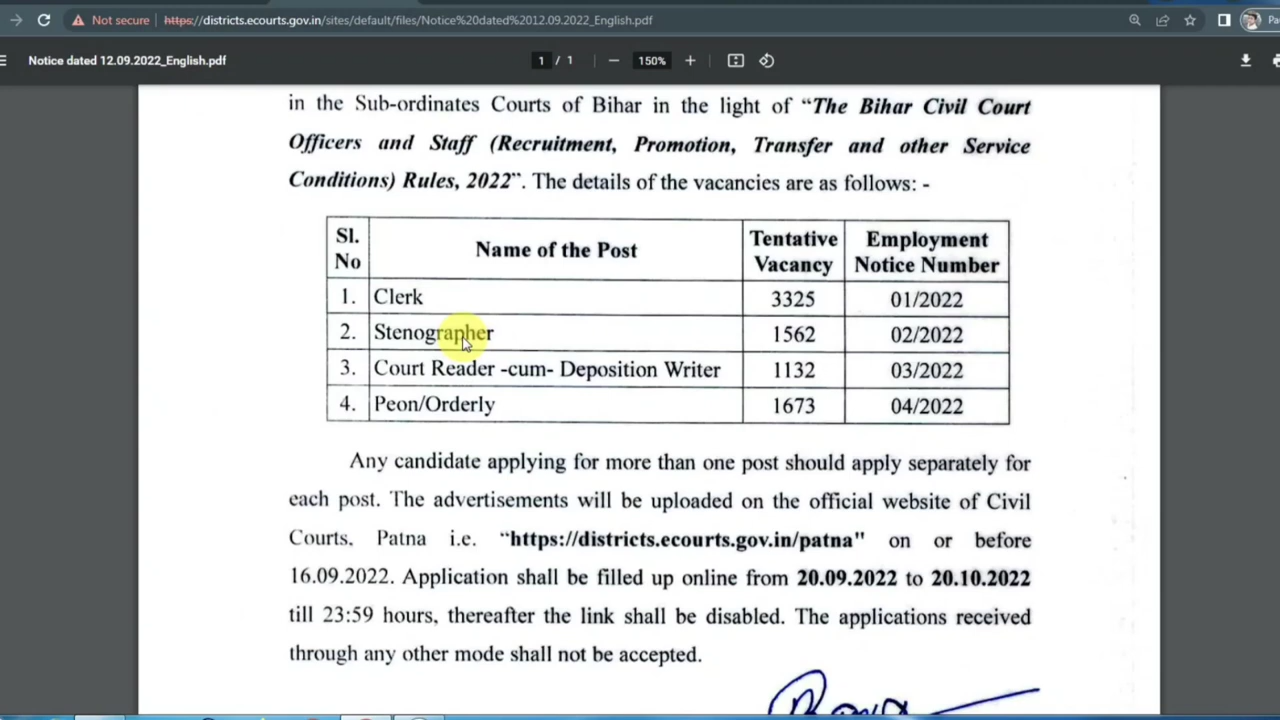 Not secure https://districts.ecourts.gov.in/sites/default/files/Notice%20dated%2012.09.2022_English.pdf
Notice dated 12.09.2022_English.pdf 1 / 1 — 150% +
in the Sub-ordinates Courts of Bihar in the light of “The Bihar Civil Court
Officers and Staff (Recruitment, Promotion, Transfer and other Service
Conditions) Rules, 2022”. The details of the vacancies are as follows: -
Sl. No Name of the Post Tentative Vacancy Employment Notice Number
1. Clerk 3325 01/2022
2. Stenographer 1562 02/2022
3. Court Reader -cum- Deposition Writer 1132 03/2022
4. Peon/Orderly 1673 04/2022
Any candidate applying for more than one post should apply separately for
each post. The advertisements will be uploaded on the official website of Civil
Courts, Patna i.e. “https://districts.ecourts.gov.in/patna" on or before
16.09.2022. Application shall be filled up online from 20.09.2022 to 20.10.2022
till 23:59 hours, thereafter the link shall be disabled. The applications received
through any other mode shall not be accepted.